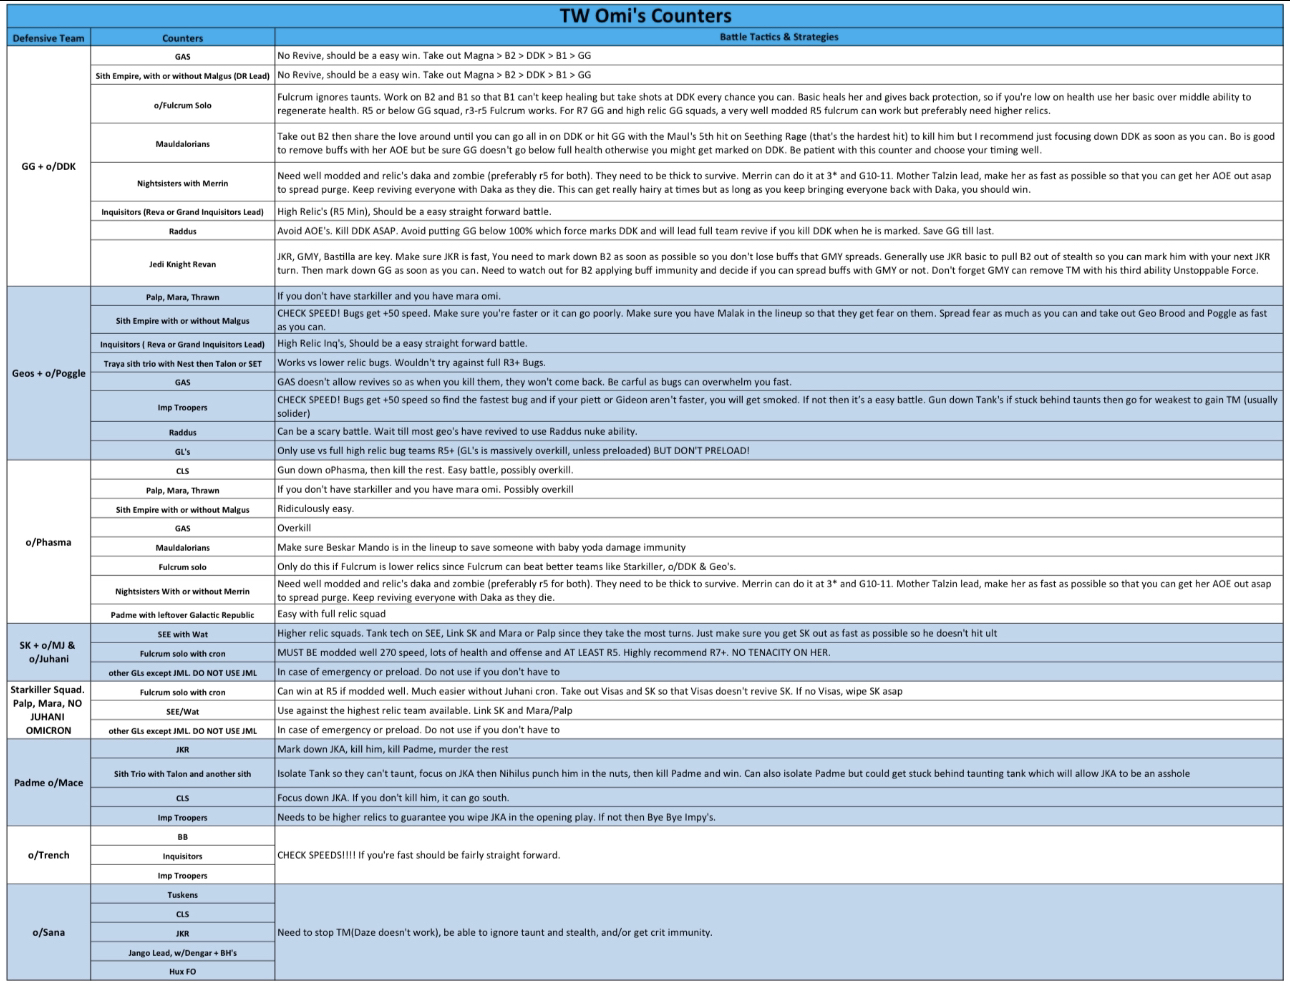 TW Omi's Counters
Defensive Team Counters Battle Tactics & Strategies
GG + o/DDK
GAS
No Revive, should be a easy win. Take out Magna > B2 > DDK > B1 > GG
Sith Empire, with or without Malgus (DR Lead)
No Revive, should be a easy win. Take out Magna > B2 > DDK > B1 > GG
o/Fulcrum Solo
Fulcrum ignores taunts. Work on B2 and B1 so that B1 can't keep healing but take shots at DDK every chance you can. Basic heals her and gives back protection, so if you're low on health use her basic over middle ability to
regenerate health. R5 or below GG squad, r3-r5 Fulcrum works. For R7 GG and high relic GG squads, a very well modded R5 fulcrum can work but preferably need higher relics.
Mauldalorians
Take out B2 then share the love around until you can go all in on DDK or hit GG with the Maul's 5th hit on Seething Rage (that's the hardest hit) to kill him but I recommend just focusing down DDK as soon as you can. Bo is good
to remove buffs with her AOE but be sure GG doesn't go below full health otherwise you might get marked on DDK. Be patient with this counter and choose your timing well.
Nightsisters with Merrin
Need well modded and relic's daka and zombie (preferably r5 for both). They need to be thick to survive. Merrin can do it at 3* and G10-11. Mother Talzin lead, make her as fast as possible so that you can get her AOE out asap
to spread purge. Keep reviving everyone with Daka as they die. This can get really hairy at times but as long as you keep bringing everyone back with Daka, you should win.
Inquisitors (Reva or Grand Inquisitors Lead)
High Relic's (R5 Min), Should be a easy straight forward battle.
Raddus
Avoid AOE's. Kill DDK ASAP. Avoid putting GG below 100% which force marks DDK and will lead full team revive if you kill DDK when he is marked. Save GG till last.
Jedi Knight Revan
JKR, GMY, Bastilla are key. Make sure JKR is fast, You need to mark down B2 as soon as possible so you don't lose buffs that GMY spreads. Generally use JKR basic to pull B2 out of stealth so you can mark him with your next JKR
turn. Then mark down GG as soon as you can. Need to watch out for B2 applying buff immunity and decide if you can spread buffs with GMY or not. Don't forget GMY can remove TM with his third ability Unstoppable Force.
Geos + o/Poggle
Palp, Mara, Thrawn
If you don't have starkiller and you have mara omi.
Sith Empire with or without Malgus
CHECK SPEED! Bugs get +50 speed. Make sure you're faster or it can go poorly. Make sure you have Malak in the lineup so that they get fear on them. Spread fear as much as you can and take out Geo Brood and Poggle as fast
as you can.
Inquisitors ( Reva or Grand Inquisitors Lead)
High Relic Inq's, Should be a easy straight forward battle.
Traya sith trio with Nest then Talon or SET
Works vs lower relic bugs. Wouldn't try against full R3+ Bugs.
GAS
GAS doesn't allow revives so as when you kill them, they won't come back. Be carful as bugs can overwhelm you fast.
Imp Troopers
CHECK SPEED! Bugs get +50 speed so find the fastest bug and if your piett or Gideon aren't faster, you will get smoked. If not then it's a easy battle. Gun down Tank's if stuck behind taunts then go for weakest to gain TM (usually
solider)
Raddus
Can be a scary battle. Wait till most geo's have revived to use Raddus nuke ability.
GL's
Only use vs full high relic bug teams R5+ (GL's is massively overkill, unless preloaded) BUT DON'T PRELOAD!
o/Phasma
CLS
Gun down oPhasma, then kill the rest. Easy battle, possibly overkill.
Palp, Mara, Thrawn
If you don't have starkiller and you have mara omi. Possibly overkill
Sith Empire with or without Malgus
Ridiculously easy.
GAS
Overkill
Mauldalorians
Make sure Beskar Mando is in the lineup to save someone with baby yoda damage immunity
Fulcrum solo
Only do this if Fulcrum is lower relics since Fulcrum can beat better teams like Starkiller, o/DDK & Geo's.
Nightsisters With or without Merrin
Need well modded and relic's daka and zombie (preferably r5 for both). They need to be thick to survive. Merrin can do it at 3* and G10-11. Mother Talzin lead, make her as fast as possible so that you can get her AOE out asap
to spread purge. Keep reviving everyone with Daka as they die.
Padme with leftover Galactic Republic
Easy with full relic squad
SK + o/MJ &
o/Juhani
SEE with Wat
Higher relic squads. Tank tech on SEE, Link SK and Mara or Palp since they take the most turns. Just make sure you get SK out as fast as possible so he doesn't hit ult
Fulcrum solo with cron
MUST BE modded well 270 speed, lots of health and offense and AT LEAST R5. Highly recommend R7+. NO TENACITY ON HER.
other GLs except JML. DO NOT USE JML
In case of emergency or preload. Do not use if you don't have to
Starkiller Squad.
Palp, Mara, NO
JUHANI
OMICRON
Fulcrum solo with cron
Can win at R5 if modded well. Much easier without Juhani cron. Take out Visas and SK so that Visas doesn't revive SK. If no Visas, wipe SK asap
SEE/Wat
Use against the highest relic team available. Link SK and Mara/Palp
other GLs except JML. DO NOT USE JML
In case of emergency or preload. Do not use if you don't have to
Padme o/Mace
JKR
Mark down JKA, kill him, kill Padme, murder the rest
Sith Trio with Talon and another sith
Isolate Tank so they can't taunt, focus on JKA then Nihilus punch him in the nuts, then kill Padme and win. Can also isolate Padme but could get stuck behind taunting tank which will allow JKA to be an asshole
CLS
Focus down JKA. If you don't kill him, it can go south.
Imp Troopers
Needs to be higher relics to guarantee you wipe JKA in the opening play. If not then Bye Bye Impy's.
o/Trench
BB
Inquisitors
Imp Troopers
CHECK SPEEDS!!!! If you're fast should be fairly straight forward.
o/Sana
Tuskens
CLS
JKR
Jango Lead, w/Dengar + BH's
Hux FO
Need to stop TM(Daze doesn't work), be able to ignore taunt and stealth, and/or get crit immunity.